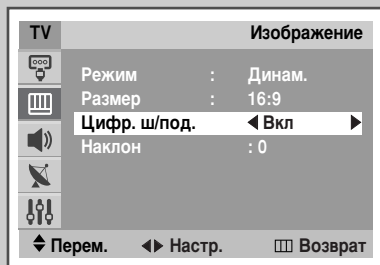 TV Изображение
Режим : Динам.
Размер : 16:9
Цифр. ш/под. Вкл
Наклон : 0
Перем. Настр. Возврат